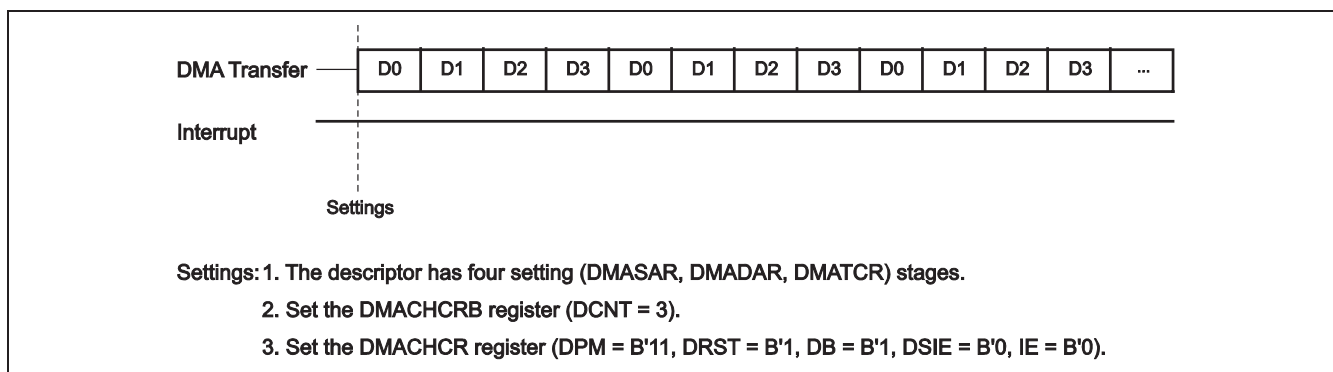 DMA Transfer D0 D1 D2 D3 D0 D1 D2 D3 D0 D1 D2 D3 ...
Interrupt
Settings
Settings: 1. The descriptor has four setting (DMASAR, DMADAR, DMATCR) stages.
2. Set the DMACHCRB register (DCNT = 3).
3. Set the DMACHCR register (DPM = B'11, DRST = B'1, DB = B'1, DSIE = B'0, IE = B'0).